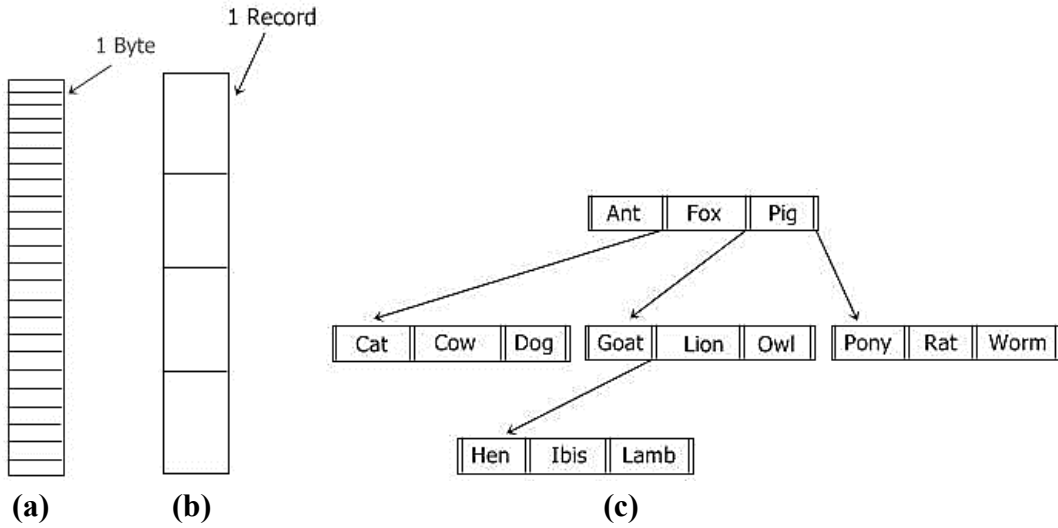 1 Record
1 Byte
Ant Fox Pig
Cat Cow Dog Goat Lion Owl Pony Rat Worm
Hen Ibis Lamb
(a) (b) (c)